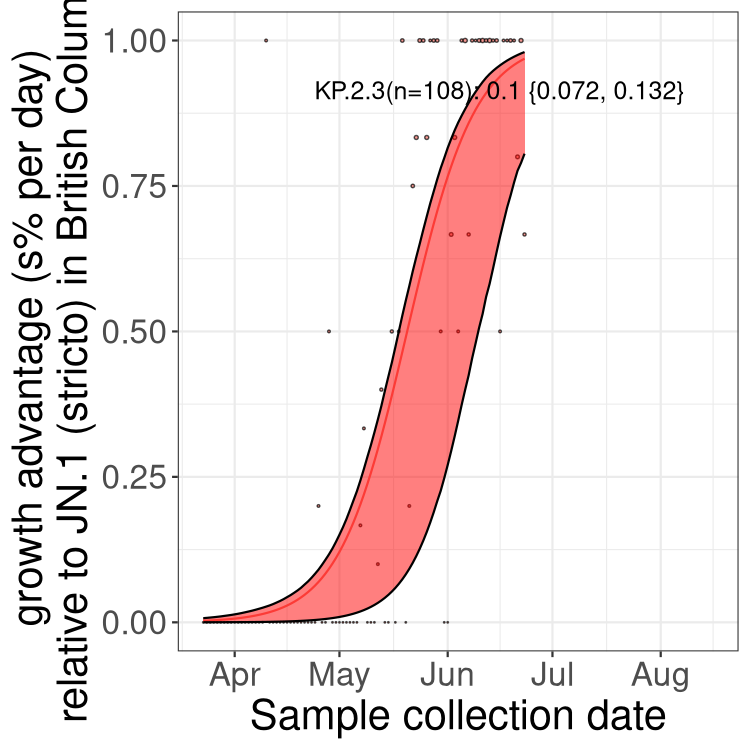 growth advantage (s% per day)
relative to JN.1 (stricto) in British Colum
1.00
0.75
0.50
0.25
0.00
KP.2.3(n=108): 0.1 {0.072, 0.132}
Apr May Jun Jul Aug
Sample collection date